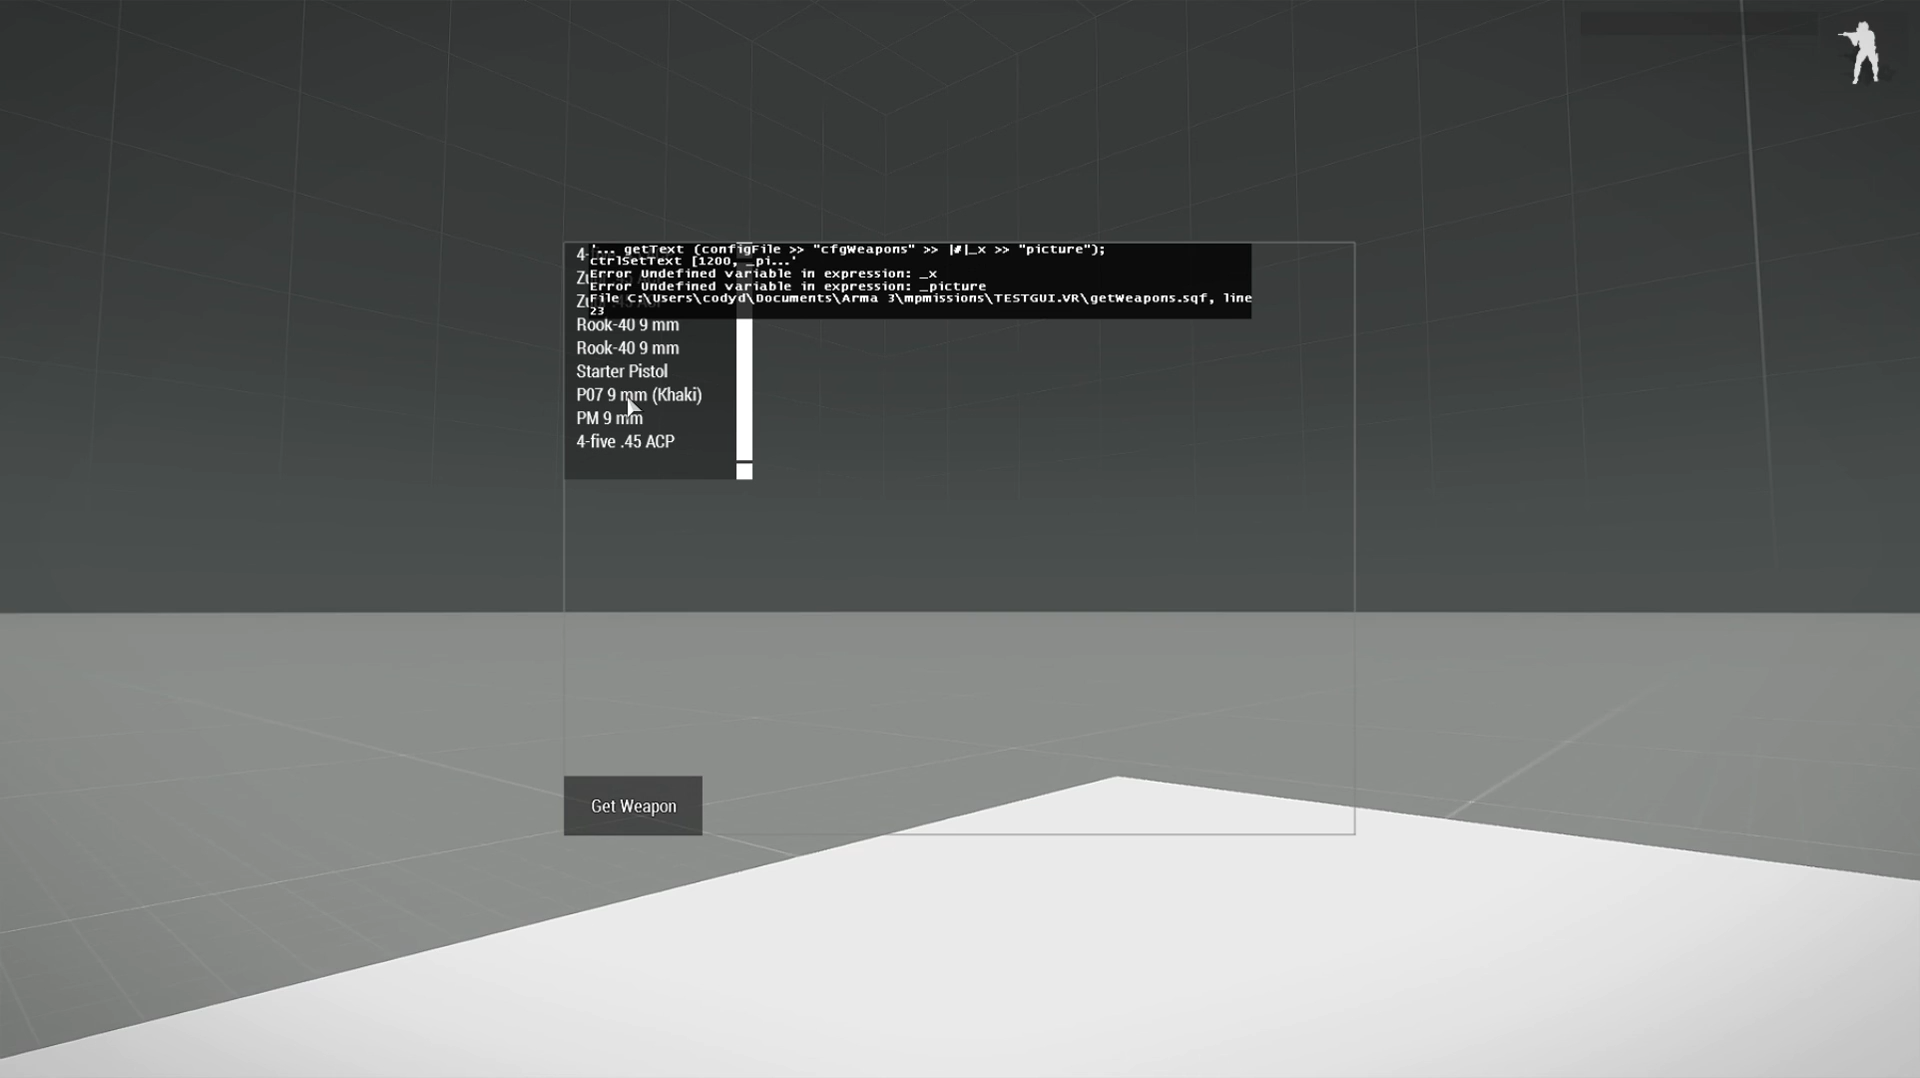 '... getText (configFile >> "cfgWeapons" >> |#|_x >> "picture");
ctrlSetText [1200, _pi...'
Error Undefined variable in expression: _x
Error Undefined variable in expression: _picture
File C:\Users\codyd\Documents\Arma 3\mpmissions\TESTGUI.VR\getWeapons.sqf, line
23
Rook-40 9 mm
Rook-40 9 mm
Starter Pistol
P07 9 mm (Khaki)
PM 9 mm
4-five .45 ACP
Get Weapon